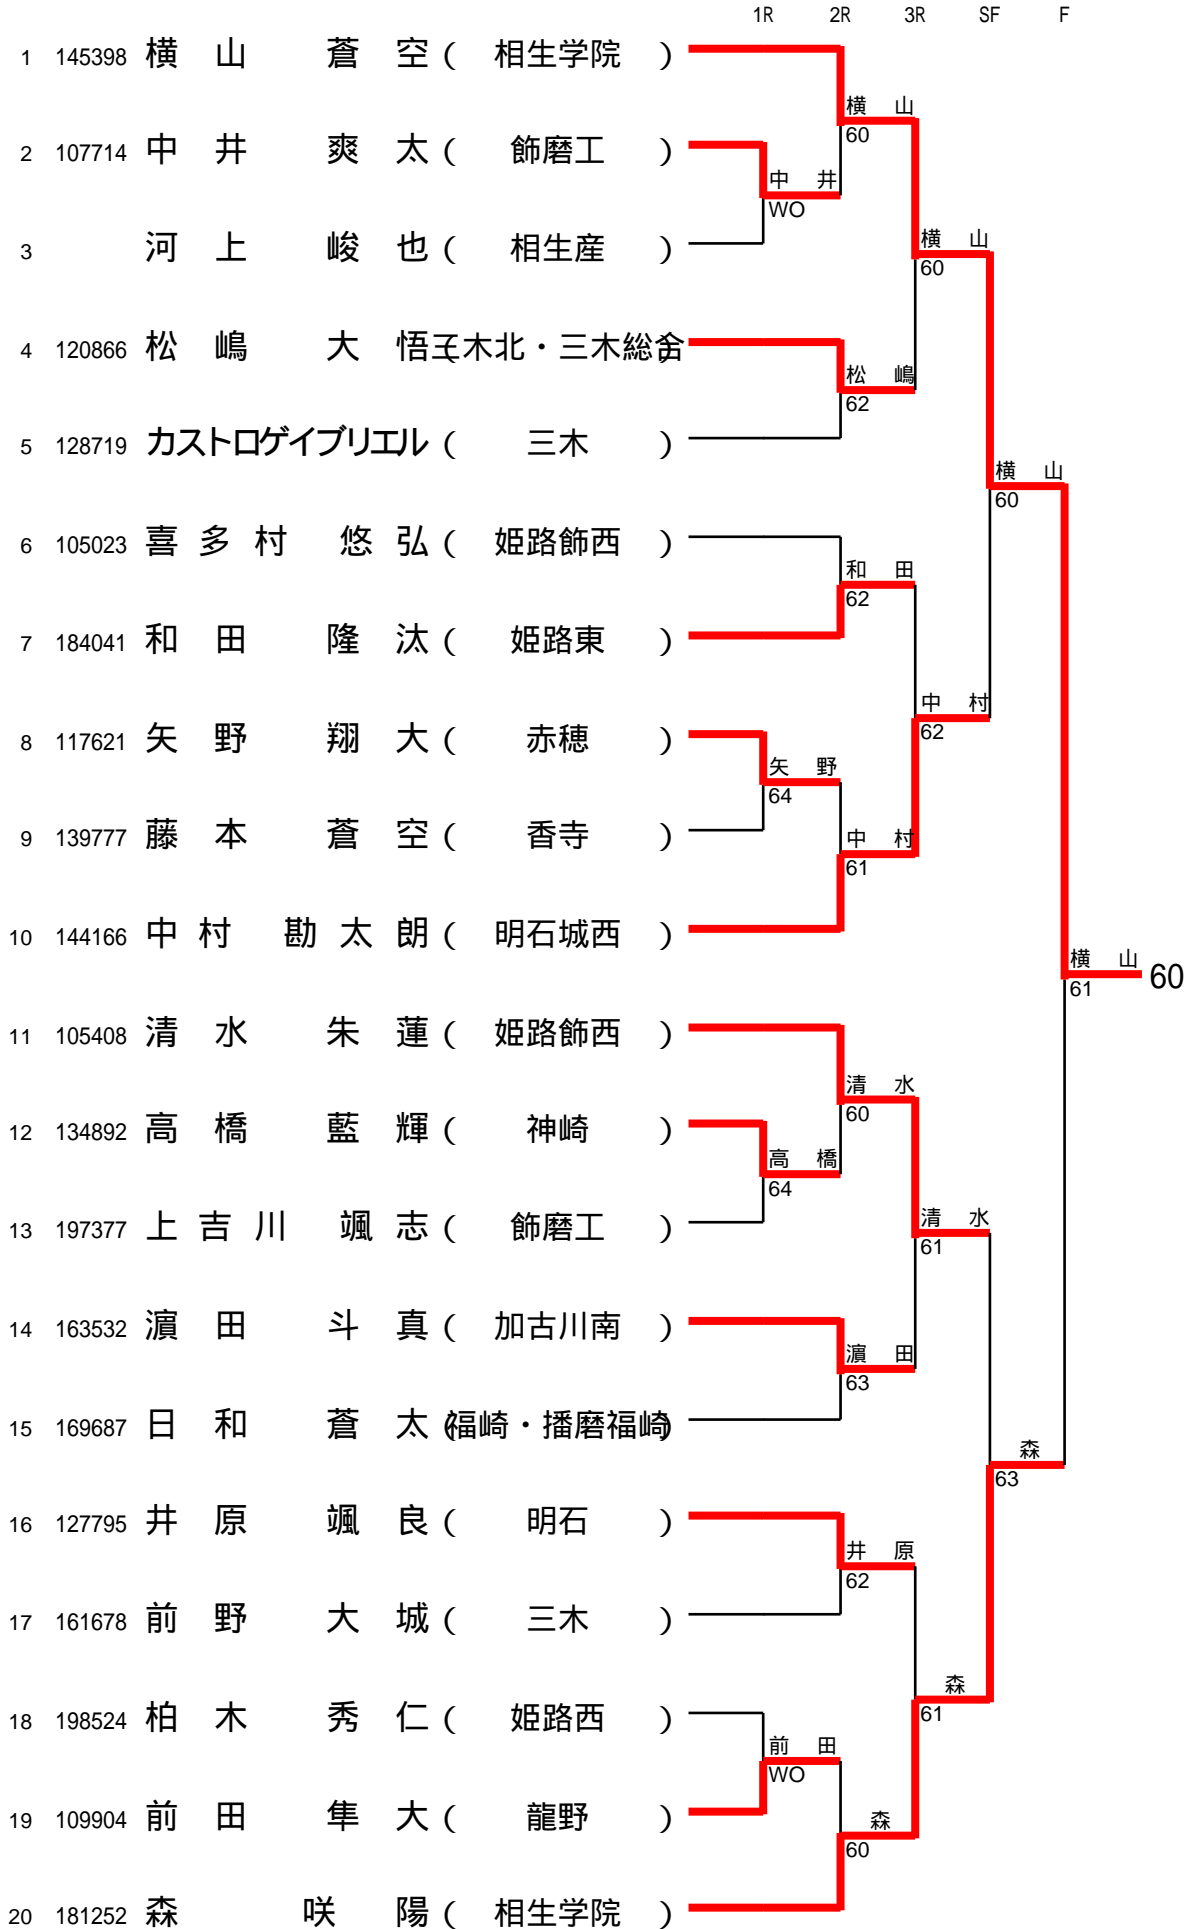 1R 2R 3R SF F
1 145398 横山 蒼空 ( 相生学院 )
横山
60
2 107714 中井 爽太 ( 飾磨工 )
中井
WO
3 河上 峻也 ( 相生産 )
横山
60
4 120866 松嶋 大悟 ( 三木北・三木総合 )
松嶋
62
5 128719 カストロゲイブリエル ( 三木 )
横山
60
6 105023 喜多村 悠弘 ( 姫路飾西 )
和田
62
7 184041 和田 隆汰 ( 姫路東 )
中村
62
8 117621 矢野 翔大 ( 赤穂 )
矢野
64
9 139777 藤本 蒼空 ( 香寺 )
中村
61
10 144166 中村 勘太朗 ( 明石城西 )
横山
61
60
11 105408 清水 朱蓮 ( 姫路飾西 )
清水
60
12 134892 高橋 藍輝 ( 神崎 )
高橋
64
13 197377 上吉川 颯志 ( 飾磨工 )
清水
61
14 163532 濵田 斗真 ( 加古川南 )
濵田
63
15 169687 日和 蒼太 ( 福崎・播磨福崎 )
森
63
16 127795 井原 颯良 ( 明石 )
井原
62
17 161678 前野 大城 ( 三木 )
森
61
18 198524 柏木 秀仁 ( 姫路西 )
前田
WO
19 109904 前田 隼大 ( 龍野 )
森
60
20 181252 森 咲陽 ( 相生学院 )